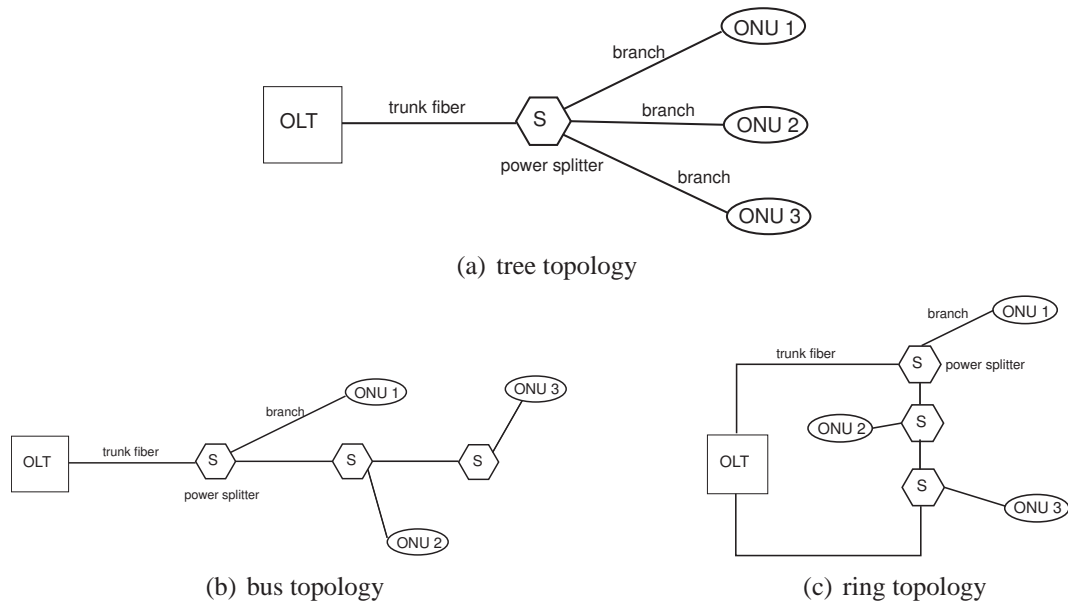 ONU 1
branch
trunk fiber
OLT
S
branch
ONU 2
power splitter
branch
ONU 3
(a) tree topology
ONU 1
branch
trunk fiber
OLT
S
power splitter
S
ONU 2
S
ONU 3
(b) bus topology
ONU 1
branch
trunk fiber
S
power splitter
ONU 2
S
OLT
S
ONU 3
(c) ring topology